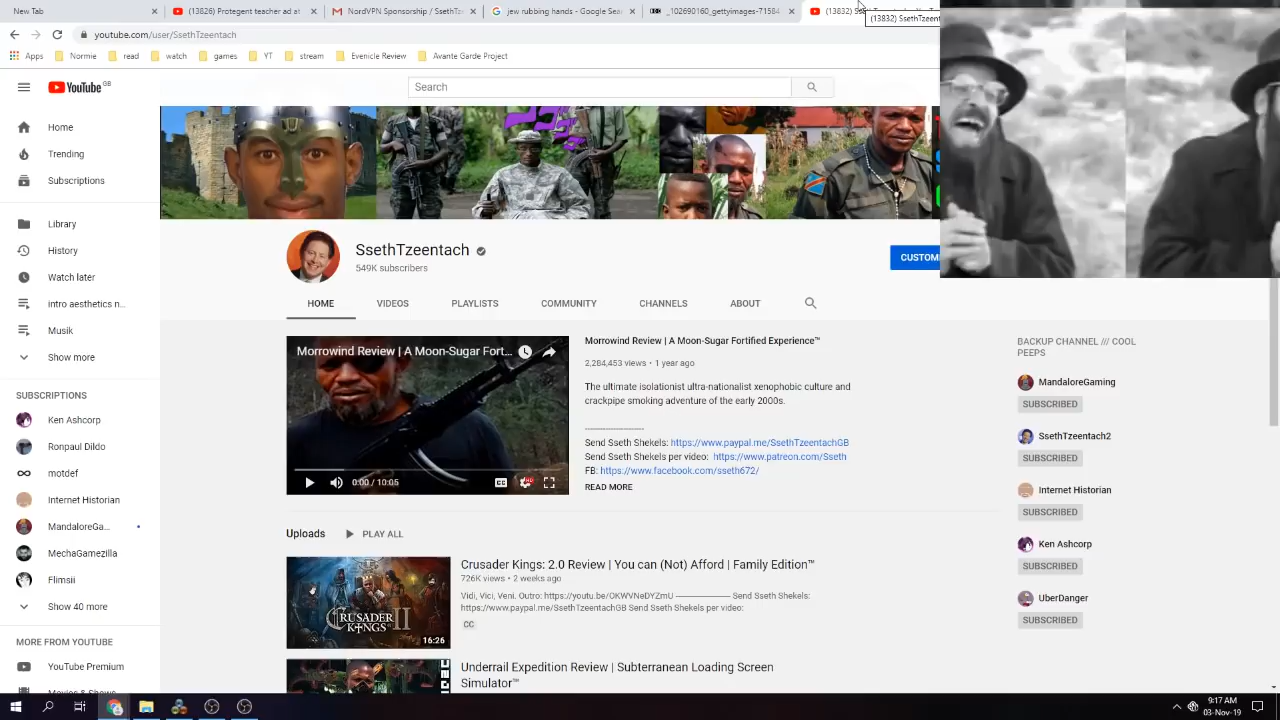 New Tab
(13826) Protegent teacher ad at
NordVPN Sponsorship / SsethTz
jew rubbing hands - Google Sea
_102690160_gettyimages-71584
(13832) Sseth
(13832) SsethTzeent
youtube.com/user/SsethTzeentach
Apps
Normie
read
watch
games
YT
stream
Evenicle Review
Avantie Garde Project
YouTube GB
Search
Home
Trending
Subscriptions
Library
History
Watch later
intro aesthetics n...
Musik
Show more
SUBSCRIPTIONS
Ken Ashcorp
Ronpaul Dildo
motdef
Internet Historian
MandaloreGa...
MechaGamezilla
Flimsii
Show 40 more
MORE FROM YOUTUBE
YouTube Premium
Movies & Shows
SsethTzeentach
549K subscribers
CUSTOM
HOME
VIDEOS
PLAYLISTS
COMMUNITY
CHANNELS
ABOUT
Morrowind Review | A Moon-Sugar Fort...
0:00 / 10:05
CC
HD
Morrowind Review | A Moon-Sugar Fortified Experience™
2,284,453 views • 1 year ago
The ultimate isolationist ultra-nationalist xenophobic culture and
crackpipe smoking adventure of the early 2000s.
--------------------
Send Sseth Shekels: https://www.paypal.me/SsethTzeentachGB
Send Sseth Shekels per video: https://www.patreon.com/Sseth
FB: https://www.facebook.com/sseth672/
READ MORE
Uploads
PLAY ALL
CRUSADER
KINGS II
16:26
Crusader Kings: 2.0 Review | You can (Not) Afford | Family Edition™
726K views • 2 weeks ago
Vidi, Vici, Veni. Outro: https://youtu.be/OKWVNeDYZmU -------------------- Send Sseth Shekels:
https://www.paypal.me/SsethTzeentachGB Send Sseth Shekels per video:
CC
Underrail Expedition Review | Subterranean Loading Screen
Simulator™
BACKUP CHANNEL /// COOL
PEEPS
MandaloreGaming
SUBSCRIBED
SsethTzeentach2
SUBSCRIBED
Internet Historian
SUBSCRIBED
Ken Ashcorp
SUBSCRIBED
UberDanger
SUBSCRIBED
9:17 AM
03-Nov-19